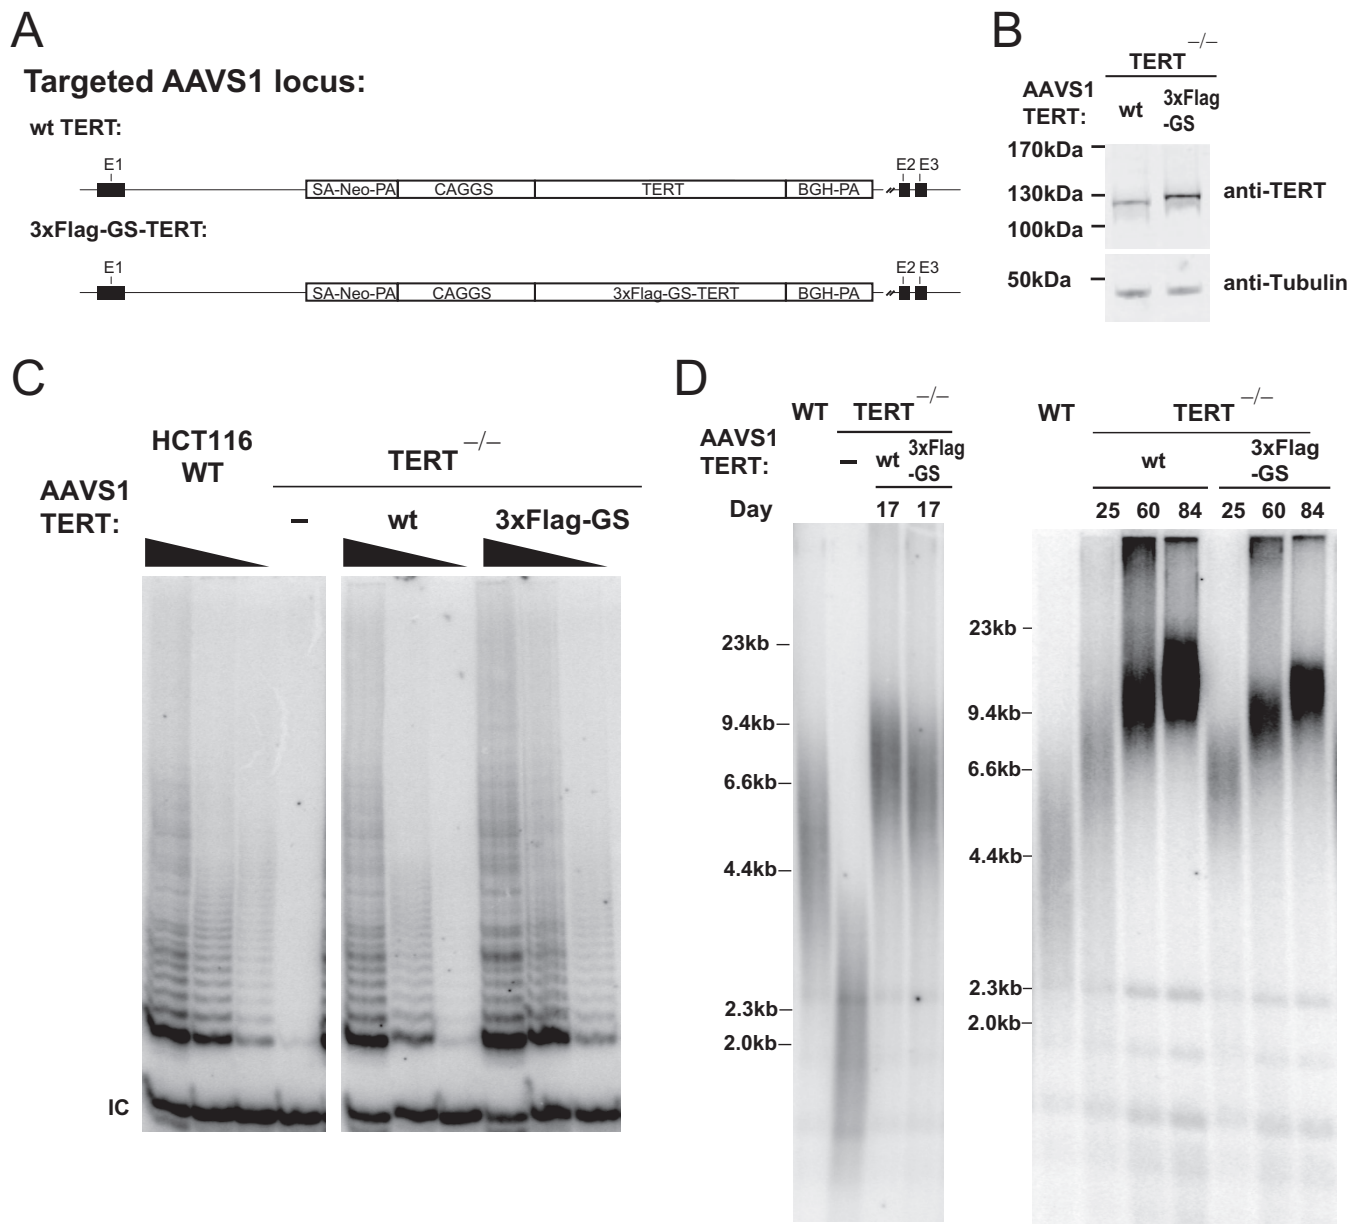 A
Targeted AAVS1 locus:
wt TERT:
E1 E2 E3
SA-Neo-PA CAGGS TERT BGH-PA
3xFlag-GS-TERT:
E1 E2 E3
SA-Neo-PA CAGGS 3xFlag-GS-TERT BGH-PA
B
TERT −/−
AAVS1
TERT:
wt
3xFlag
-GS
170kDa
130kDa
100kDa
anti-TERT
50kDa
anti-Tubulin
C
HCT116
WT
TERT −/−
AAVS1
TERT:
– wt 3xFlag-GS
IC
D
WT TERT −/−
AAVS1
TERT:
– wt 3xFlag
-GS
Day 17 17
23kb
9.4kb
6.6kb
4.4kb
2.3kb
2.0kb
WT TERT −/−
wt 3xFlag
-GS
25 60 84 25 60 84
23kb
9.4kb
6.6kb
4.4kb
2.3kb
2.0kb